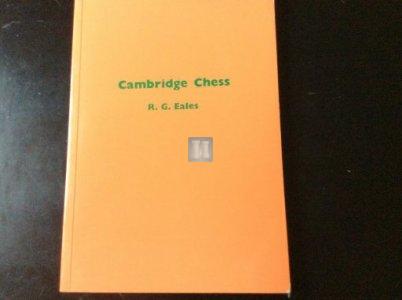 Cambridge Chess
R. G. Eales